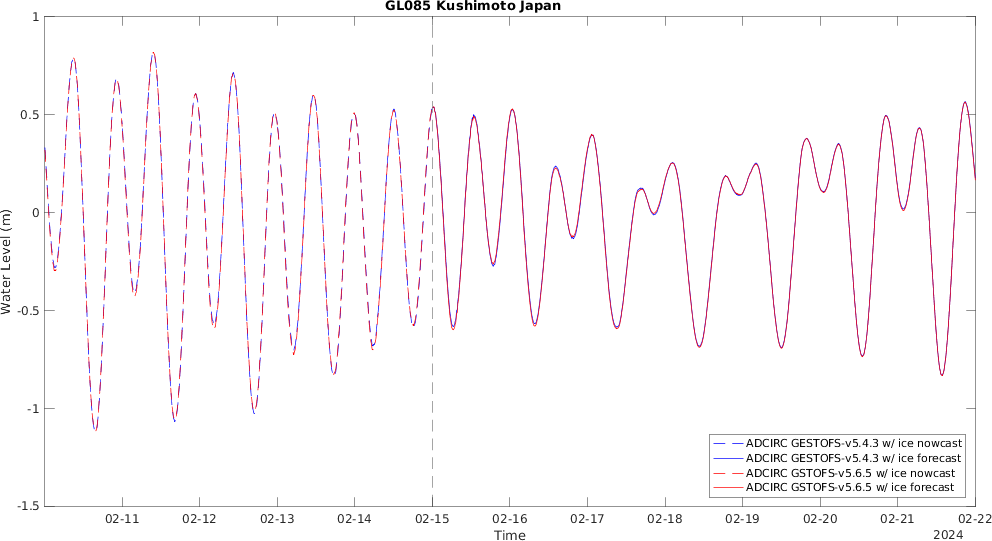 GL085 Kushimoto Japan
1
0.5
0
-0.5
-1
-1.5
Water Level (m)
02-11 02-12 02-13 02-14 02-15 02-16 02-17 02-18 02-19 02-20 02-21 02-22
Time
2024
ADCIRC GESTOFS-v5.4.3 w/ ice nowcast
ADCIRC GESTOFS-v5.4.3 w/ ice forecast
ADCIRC GSTOFS-v5.6.5 w/ ice nowcast
ADCIRC GSTOFS-v5.6.5 w/ ice forecast